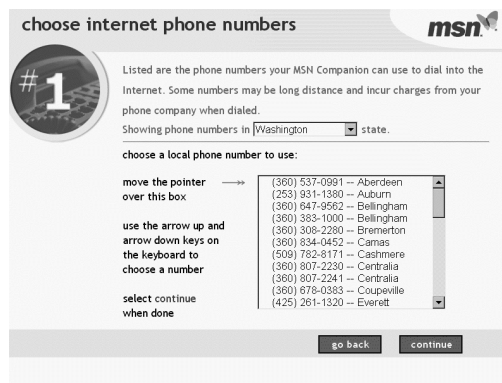 choose internet phone numbers
msn
#1
Listed are the phone numbers your MSN Companion can use to dial into the
Internet. Some numbers may be long distance and incur charges from your
phone company when dialed.
Showing phone numbers in Washington state.
choose a local phone number to use:
move the pointer
over this box
use the arrow up and
arrow down keys on
the keyboard to
choose a number
select continue
when done
(360) 537-0991 -- Aberdeen
(253) 931-1380 -- Auburn
(360) 647-9562 -- Bellingham
(360) 383-1000 -- Bellingham
(360) 308-2280 -- Bremerton
(360) 834-0452 -- Camas
(509) 782-8171 -- Cashmere
(360) 807-2230 -- Centralia
(360) 807-2241 -- Centralia
(360) 678-0383 -- Coupeville
(425) 261-1320 -- Everett
go back
continue